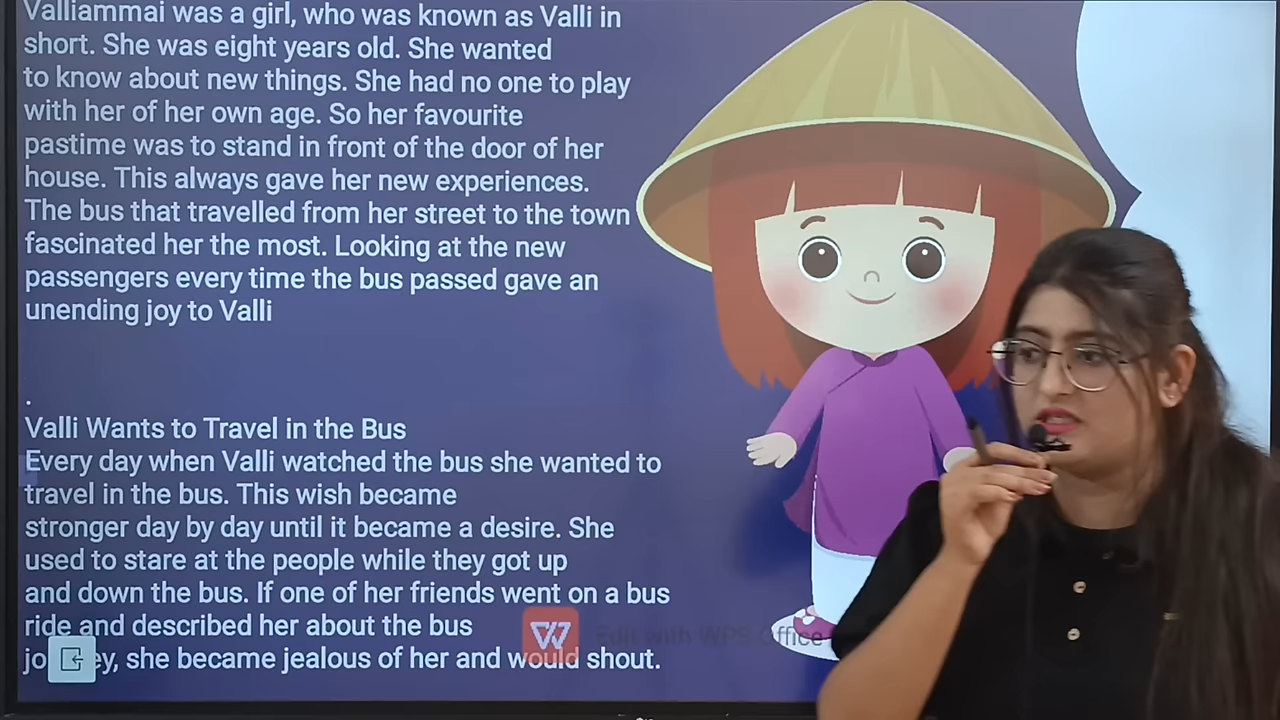 Valliammai was a girl, who was known as Valli in
short. She was eight years old. She wanted
to know about new things. She had no one to play
with her of her own age. So her favourite
pastime was to stand in front of the door of her
house. This always gave her new experiences.
The bus that travelled from her street to the town
fascinated her the most. Looking at the new
passengers every time the bus passed gave an
unending joy to Valli
.
Valli Wants to Travel in the Bus
Every day when Valli watched the bus she wanted to
travel in the bus. This wish became
stronger day by day until it became a desire. She
used to stare at the people while they got up
and down the bus. If one of her friends went on a bus
ride and described her about the bus
she became jealous of her and would shout.
Edit with WPS Office